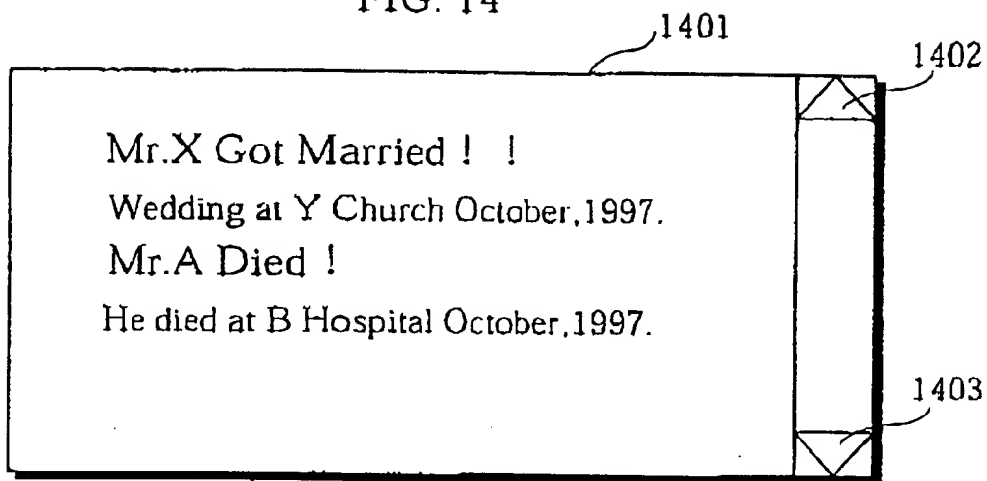 FIG. 14
1401
1402
Mr.X Got Married ! !
Wedding at Y Church October,1997.
Mr.A Died !
He died at B Hospital October,1997.
1403